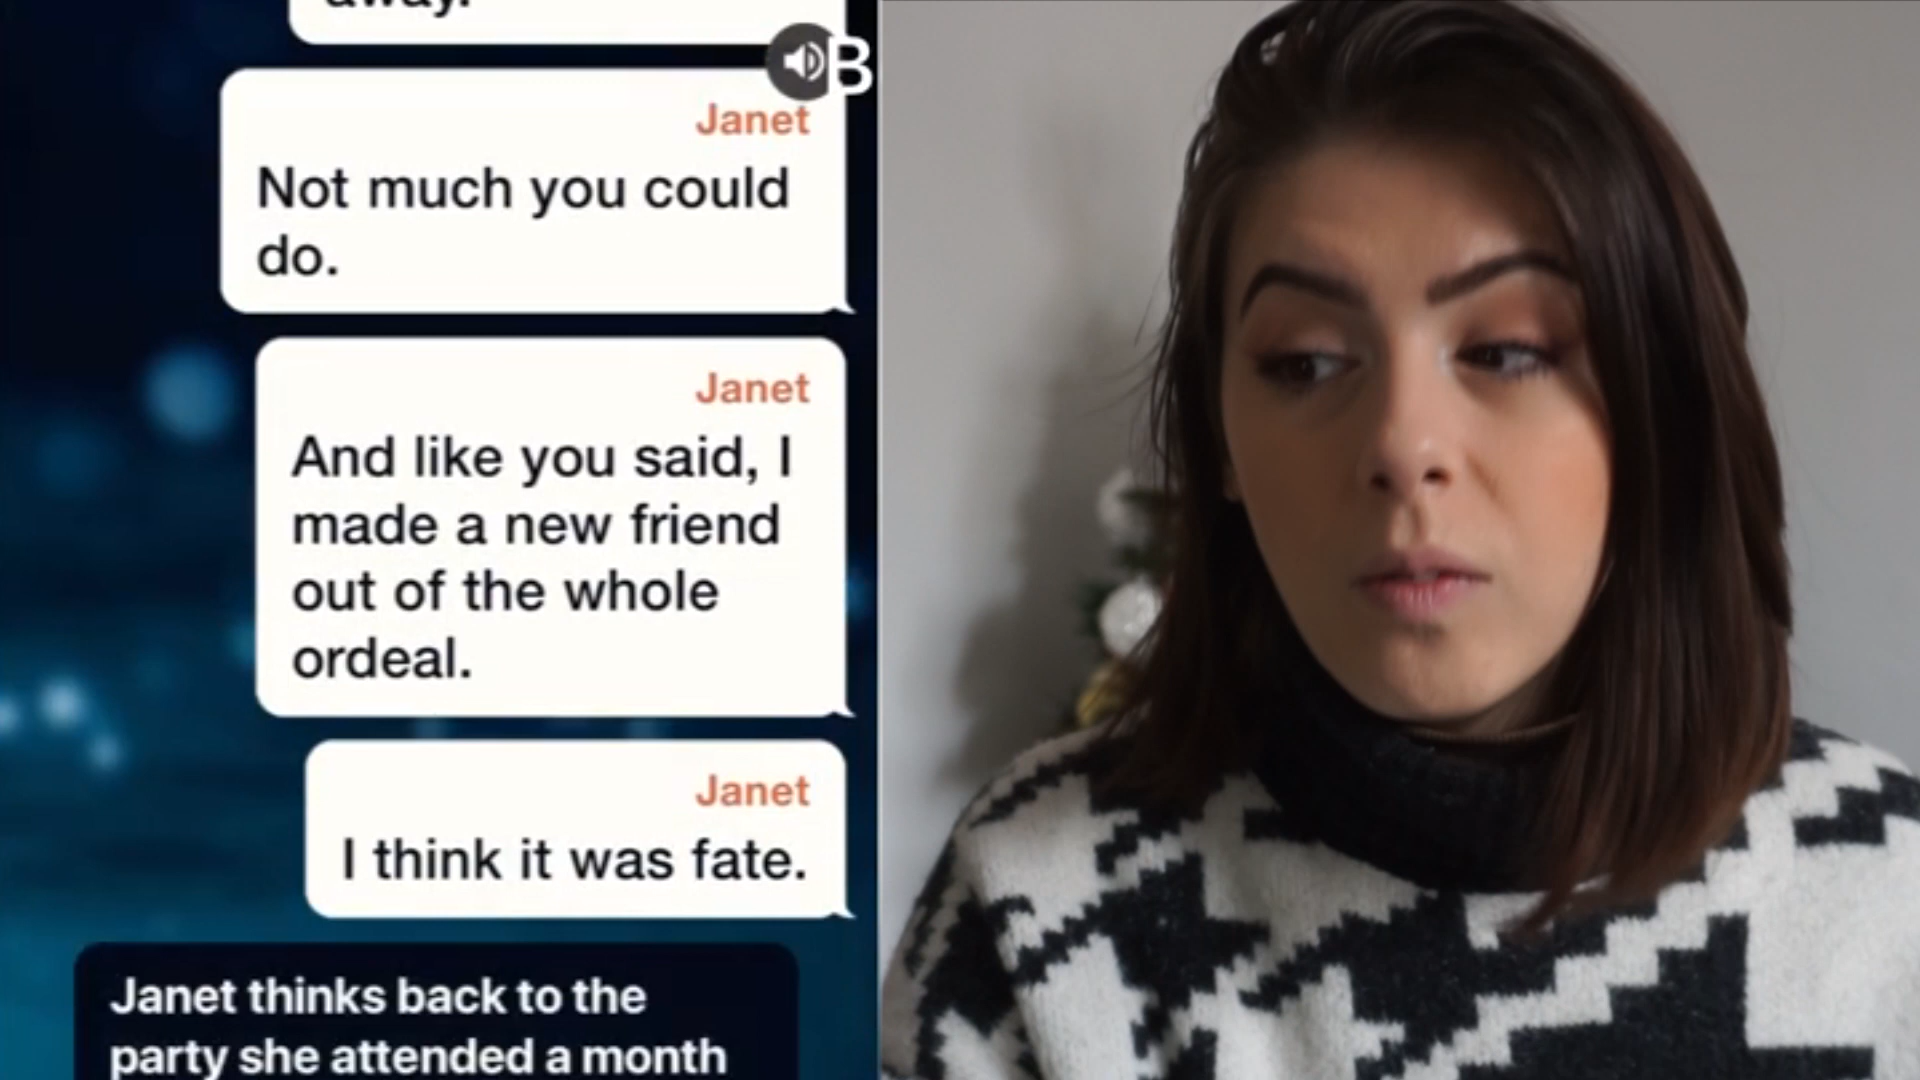 away.
B
Janet
Not much you could
do.
Janet
And like you said, I
made a new friend
out of the whole
ordeal.
Janet
I think it was fate.
Janet thinks back to the
party she attended a month